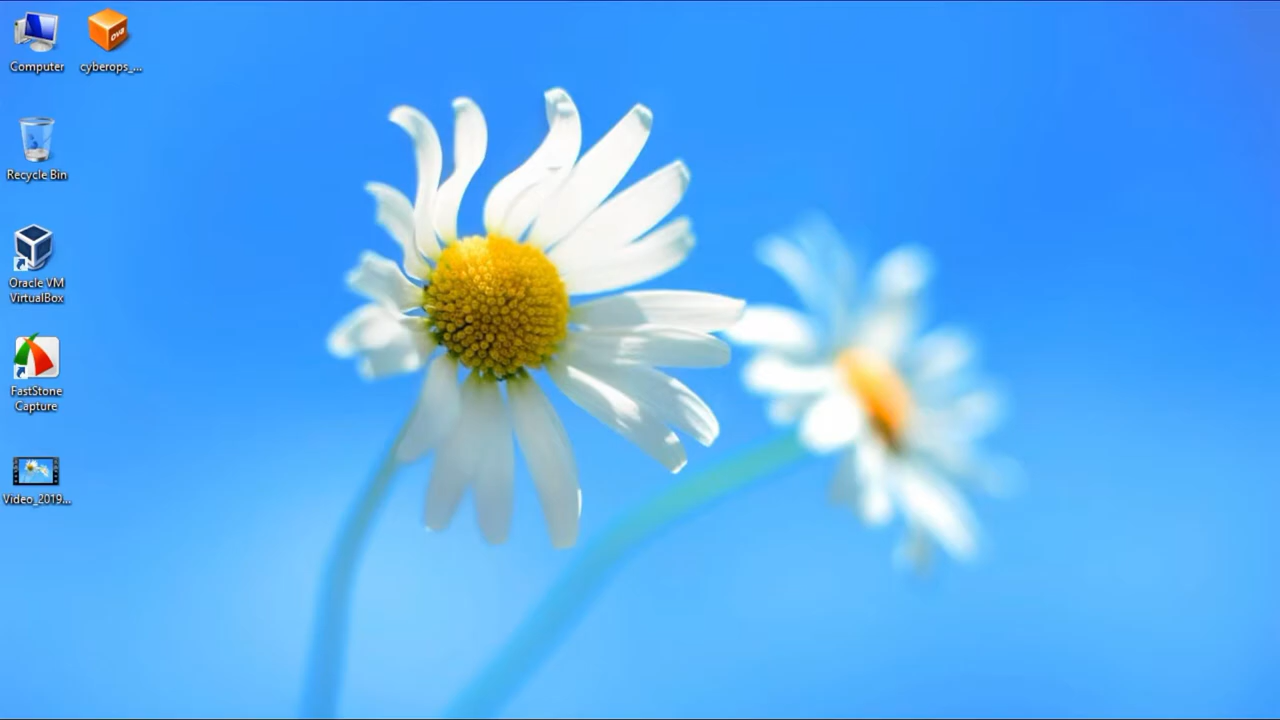 Computer
cyberops_...
Recycle Bin
Oracle VM
VirtualBox
FastStone
Capture
Video_2019...